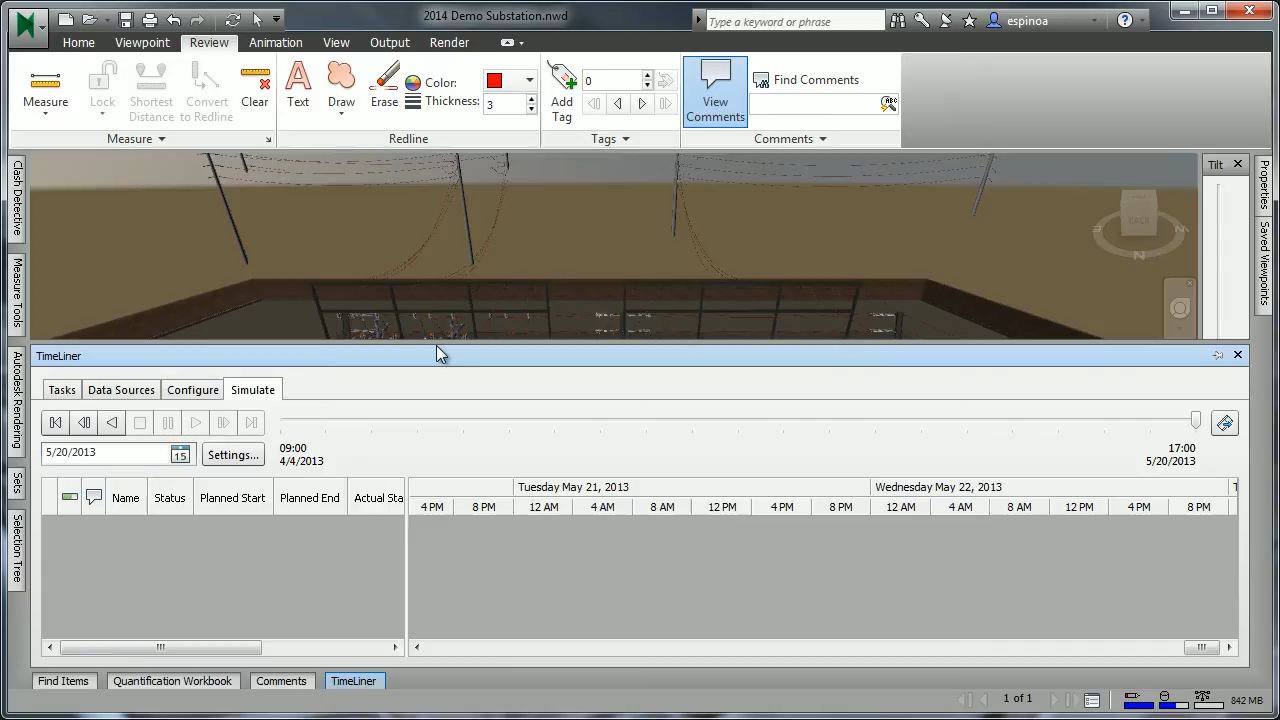 2014 Demo Substation.nwd
Type a keyword or phrase
espinoa
Home Viewpoint Review Animation View Output Render
Measure
Lock
Shortest Distance
Convert to Redline
Clear
Text
Draw
Erase
Color:
Thickness: 3
Add Tag
0
View Comments
Find Comments
Measure
Redline
Tags
Comments
Tilt
BACK
N
Clash Detective
Measure Tools
Autodesk Rendering
Sets
Selection Tree
Properties
Saved Viewpoints
TimeLiner
Tasks Data Sources Configure Simulate
5/20/2013
15
Settings...
09:00
4/4/2013
17:00
5/20/2013
Name Status Planned Start Planned End Actual Sta
Tuesday May 21, 2013 Wednesday May 22, 2013 T
4 PM 8 PM 12 AM 4 AM 8 AM 12 PM 4 PM 8 PM 12 AM 4 AM 8 AM 12 PM 4 PM 8 PM
Find Items Quantification Workbook Comments TimeLiner
1 of 1
842 MB